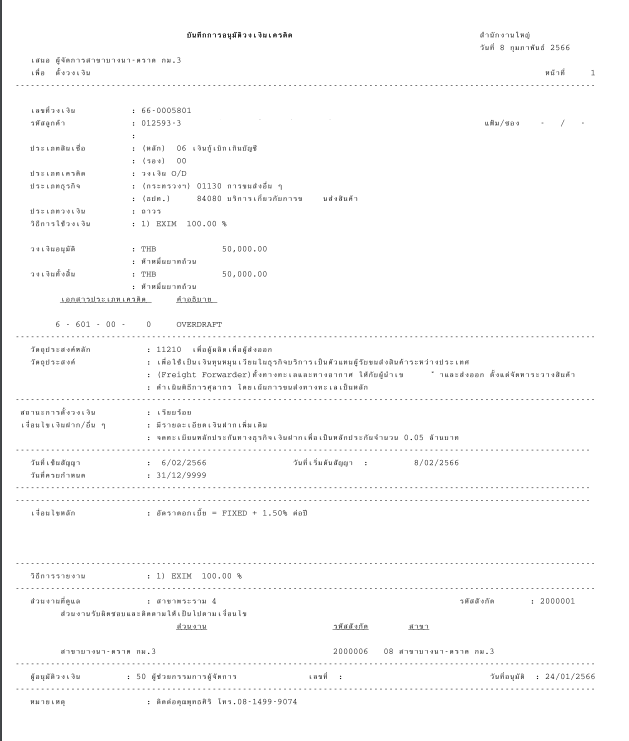 บันทึกการอนุมัติวงเงินเครดิต สำนักงานใหญ่
วันที่ 8 กุมภาพันธ์ 2566
เสนอ ผู้จัดการสาขาบางนา-ตราด กม.3
เพื่อ ตั้งวงเงิน หน้าที่ 1
เลขที่วงเงิน : 66-0005801
รหัสลูกค้า : 012593-3 แฟ้ม/ซอง - / -
:
ประเภทสินเชื่อ : (หลัก) 06 เงินกู้เบิกเกินบัญชี
: (รอง) 00
ประเภทเครดิต : วงเงิน O/D
ประเภทธุรกิจ : (กระทรวงฯ) 01130 การขนส่งอื่น ๆ
: (ธปท.) 84080 บริการเกี่ยวกับการข นส่งสินค้า
ประเภทวงเงิน : ถาวร
วิธีการใช้วงเงิน : 1) EXIM 100.00 %
วงเงินอนุมัติ : THB 50,000.00
: ห้าหมื่นบาทถ้วน
วงเงินทั้งสิ้น : THB 50,000.00
: ห้าหมื่นบาทถ้วน
เอกสารประเภทเครดิต คำอธิบาย
6 - 601 - 00 - 0 OVERDRAFT
วัตถุประสงค์หลัก : 11210 เพื่อผู้ผลิตเพื่อผู้ส่งออก
วัตถุประสงค์ : เพื่อใช้เป็นเงินทุนหมุนเวียนในธุรกิจบริการเป็นตัวแทนผู้รับขนส่งสินค้าระหว่างประเทศ
: (Freight Forwarder)ทั้งทางทะเลและทางอากาศ ให้กับผู้นำเข าและส่งออก ตั้งแต่จัดหาระวางสินค้า
: ดำเนินพิธีการศุลกากร โดยเน้นการขนส่งทางทะเลเป็นหลัก
สถานะการตั้งวงเงิน : เรียบร้อย
เงื่อนไขเงินฝาก/อื่น ๆ : มีรายละเอียดเงินฝากเพิ่มเติม
: จดทะเบียนหลักประกันทางธุรกิจเงินฝากเพื่อเป็นหลักประกันจำนวน 0.05 ล้านบาท
วันที่เซ็นสัญญา : 6/02/2566 วันที่เริ่มต้นสัญญา : 8/02/2566
วันที่ครบกำหนด : 31/12/9999
เงื่อนไขหลัก : อัตราดอกเบี้ย = FIXED + 1.50% ต่อปี
วิธีการรายงาน : 1) EXIM 100.00 %
ส่วนงานที่ดูแล : สาขาพระราม 4 รหัสสังกัด : 2000001
ส่วนงานรับผิดชอบและติดตามให้เป็นไปตามเงื่อนไข
ส่วนงาน รหัสสังกัด สาขา
สาขาบางนา-ตราด กม.3 2000006 08 สาขาบางนา-ตราด กม.3
ผู้อนุมัติวงเงิน : 50 ผู้ช่วยกรรมการผู้จัดการ เลขที่ : วันที่อนุมัติ : 24/01/2566
หมายเหตุ : ติดต่อคุณพุทธคิริ โทร.08-1499-9074